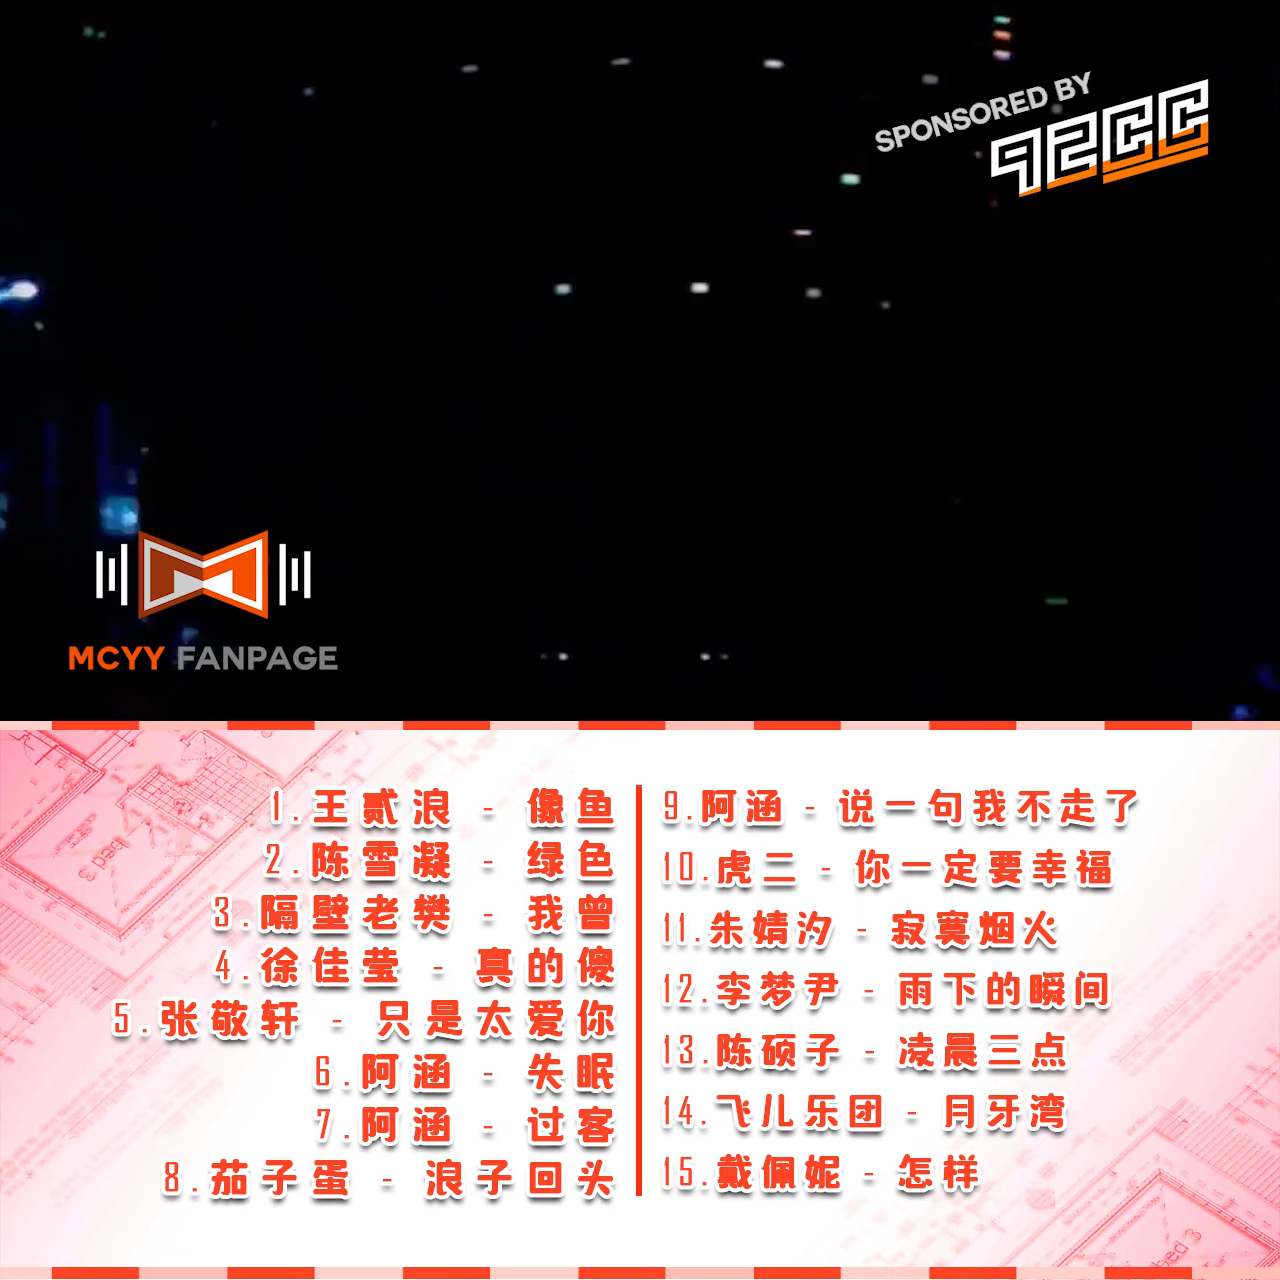 SPONSORED BY
92CC
MCYY FANPAGE
1.王贰浪 - 像鱼
2.陈雪凝 - 绿色
3.隔壁老樊 - 我曾
4.徐佳莹 - 真的傻
5.张敬轩 - 只是太爱你
6.阿涵 - 失眠
7.阿涵 - 过客
8.茄子蛋 - 浪子回头
9.阿涵 - 说一句我不走了
10.虎二 - 你一定要幸福
11.朱婧汐 - 寂寞烟火
12.李梦尹 - 雨下的瞬间
13.陈硕子 - 凌晨三点
14.飞儿乐团 - 月牙湾
15.戴佩妮 - 怎样